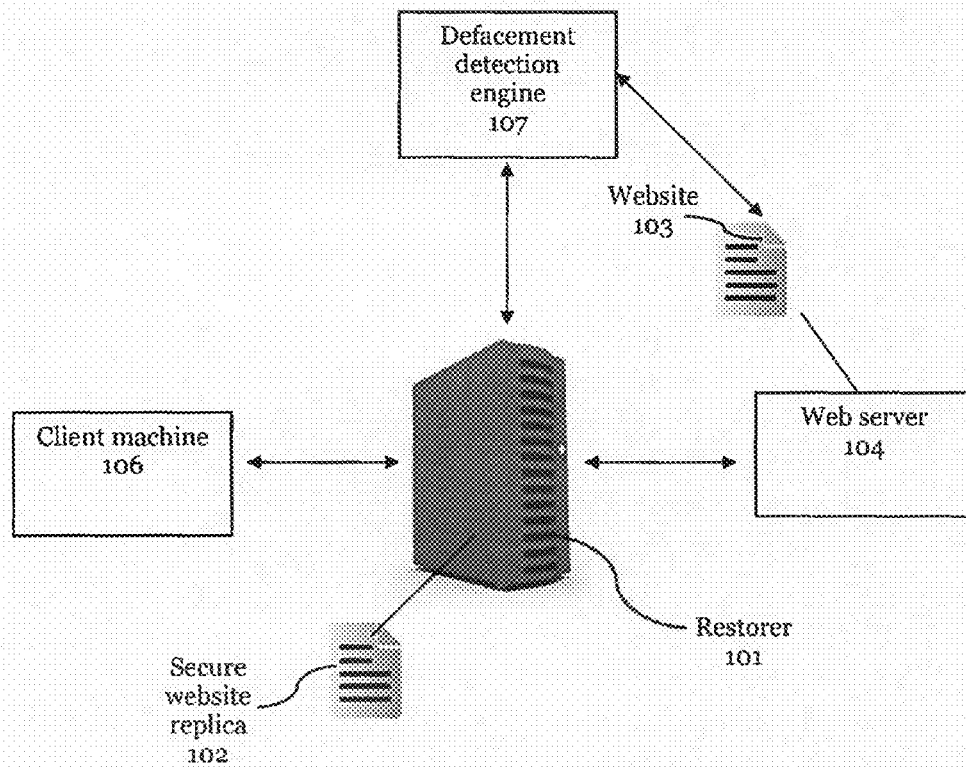 Defacement
detection
engine
107
Website
103
Client machine
106
Web server
104
Restorer
101
Secure
website
replica
102